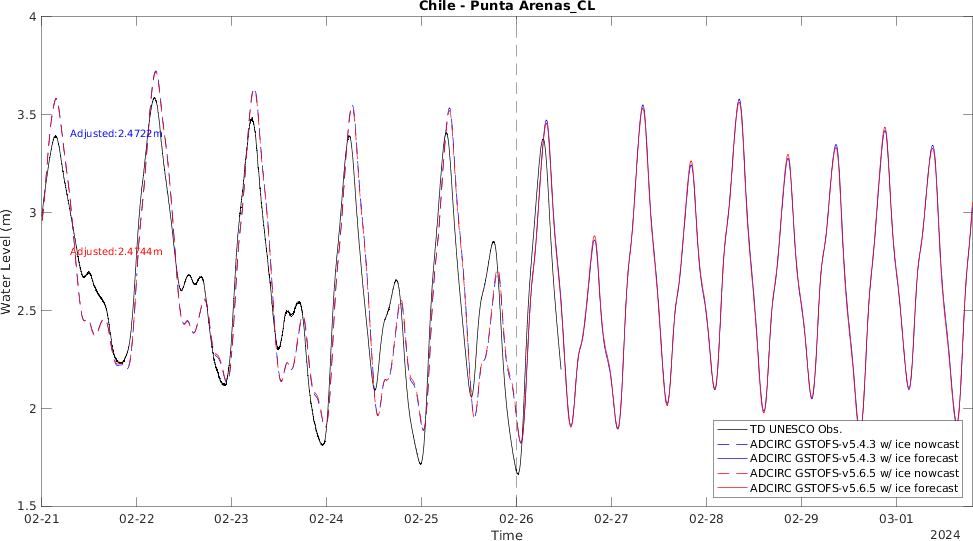 Chile - Punta Arenas_CL
Water Level (m)
4
3.5
3
2.5
2
1.5
Adjusted:2.4722m
Adjusted:2.4744m
TD UNESCO Obs.
ADCIRC GSTOFS-v5.4.3 w/ ice nowcast
ADCIRC GSTOFS-v5.4.3 w/ ice forecast
ADCIRC GSTOFS-v5.6.5 w/ ice nowcast
ADCIRC GSTOFS-v5.6.5 w/ ice forecast
02-21 02-22 02-23 02-24 02-25 02-26 02-27 02-28 02-29 03-01
Time
2024